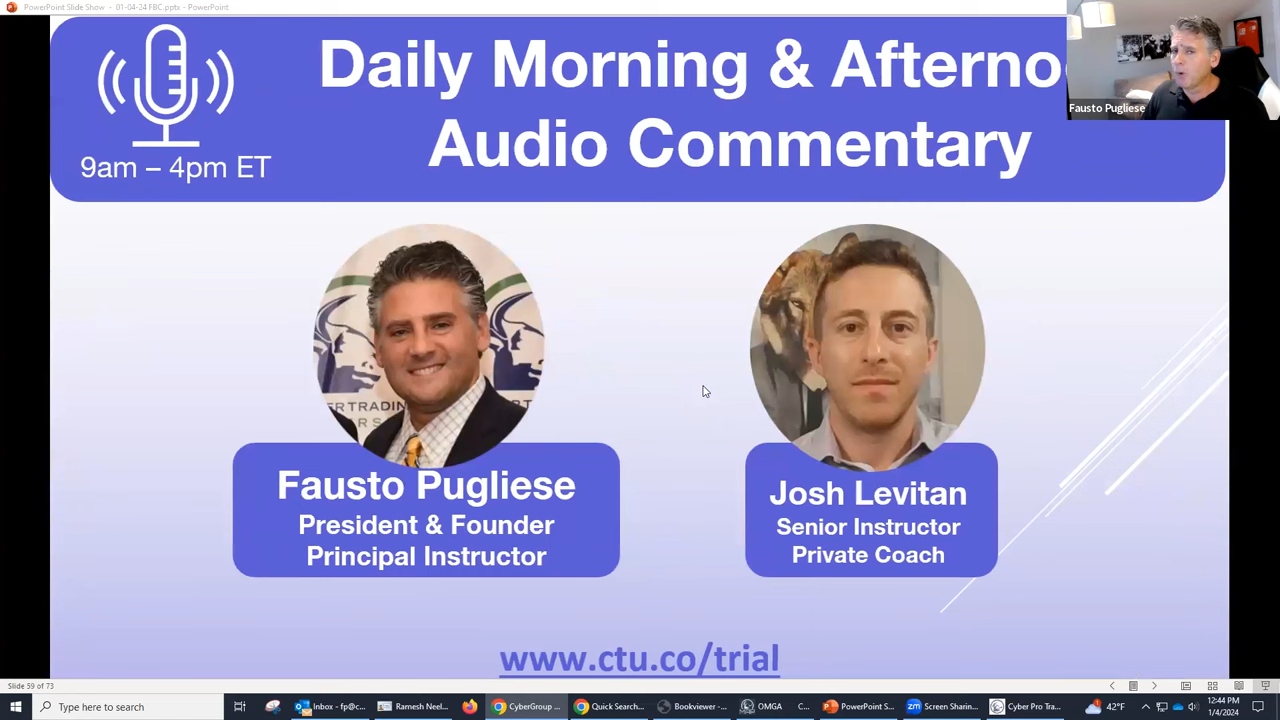 PowerPoint Slide Show - 01-04-24 FBC.pptx - PowerPoint
Daily Morning & Afterno
Audio Commentary
9am – 4pm ET
Fausto Pugliese
ERTRADIN
Fausto Pugliese
President & Founder
Principal Instructor
Josh Levitan
Senior Instructor
Private Coach
www.ctu.co/trial
Slide 59 of 73
Type here to search
Inbox - fp@c...
Ramesh Neel...
CyberGroup ...
Quick Search...
Bookviewer -...
OMGA C...
PowerPoint S...
Screen Sharin...
Cyber Pro Tra...
42°F
12:44 PM
1/4/2024